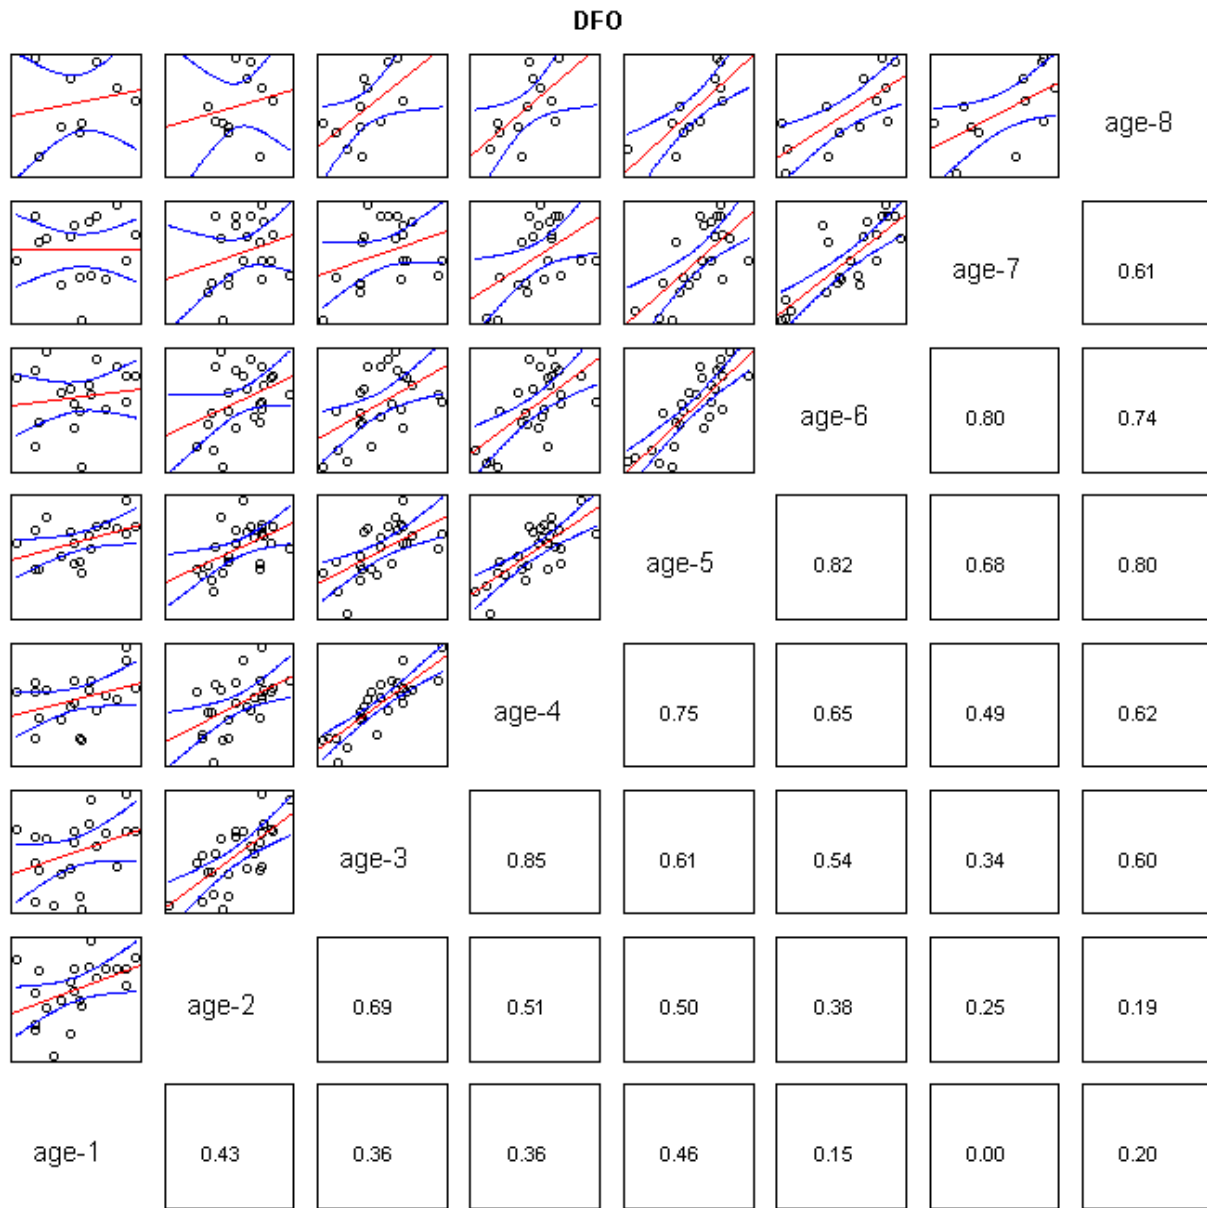 DFO
age-8
age-7 0.61
age-6 0.80 0.74
age-5 0.82 0.68 0.80
age-4 0.75 0.65 0.49 0.62
age-3 0.85 0.61 0.54 0.34 0.60
age-2 0.69 0.51 0.50 0.38 0.25 0.19
age-1 0.43 0.36 0.36 0.46 0.15 0.00 0.20